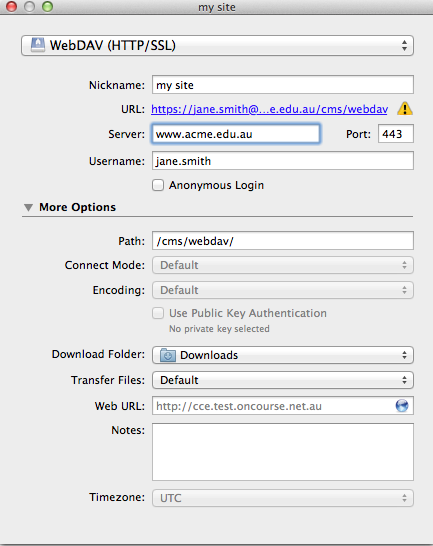 my site
WebDAV (HTTP/SSL)
Nickname: my site
URL: https://jane.smith@...e.edu.au/cms/webdav
Server: www.acme.edu.au Port: 443
Username: jane.smith
Anonymous Login
More Options
Path: /cms/webdav/
Connect Mode: Default
Encoding: Default
Use Public Key Authentication
No private key selected
Download Folder: Downloads
Transfer Files: Default
Web URL: http://cce.test.oncourse.net.au
Notes:
Timezone: UTC